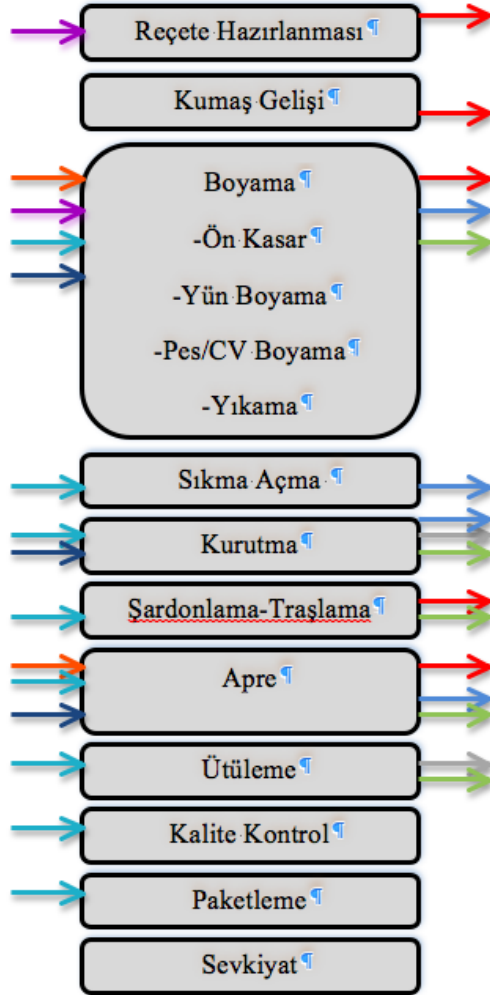 Reçete Hazırlanması¶
Kumaş Gelişi¶
Boyama¶
-Ön Kasar¶
-Yün Boyama¶
-Pes/CV Boyama¶
-Yıkama¶
Sıkma Açma ¶
Kurutma¶
Şardonlama-Traşlama¶
Apre¶
Ütüleme¶
Kalite Kontrol¶
Paketleme¶
Sevkiyat¶